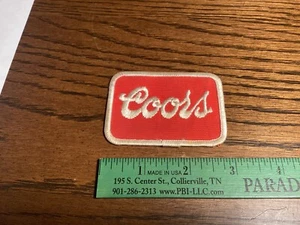 Coors
1 MADE IN USA 2 3 4
195 S. Center St., Collierville, TN
901-286-2313 www.PBI-LLC.com
PARAD